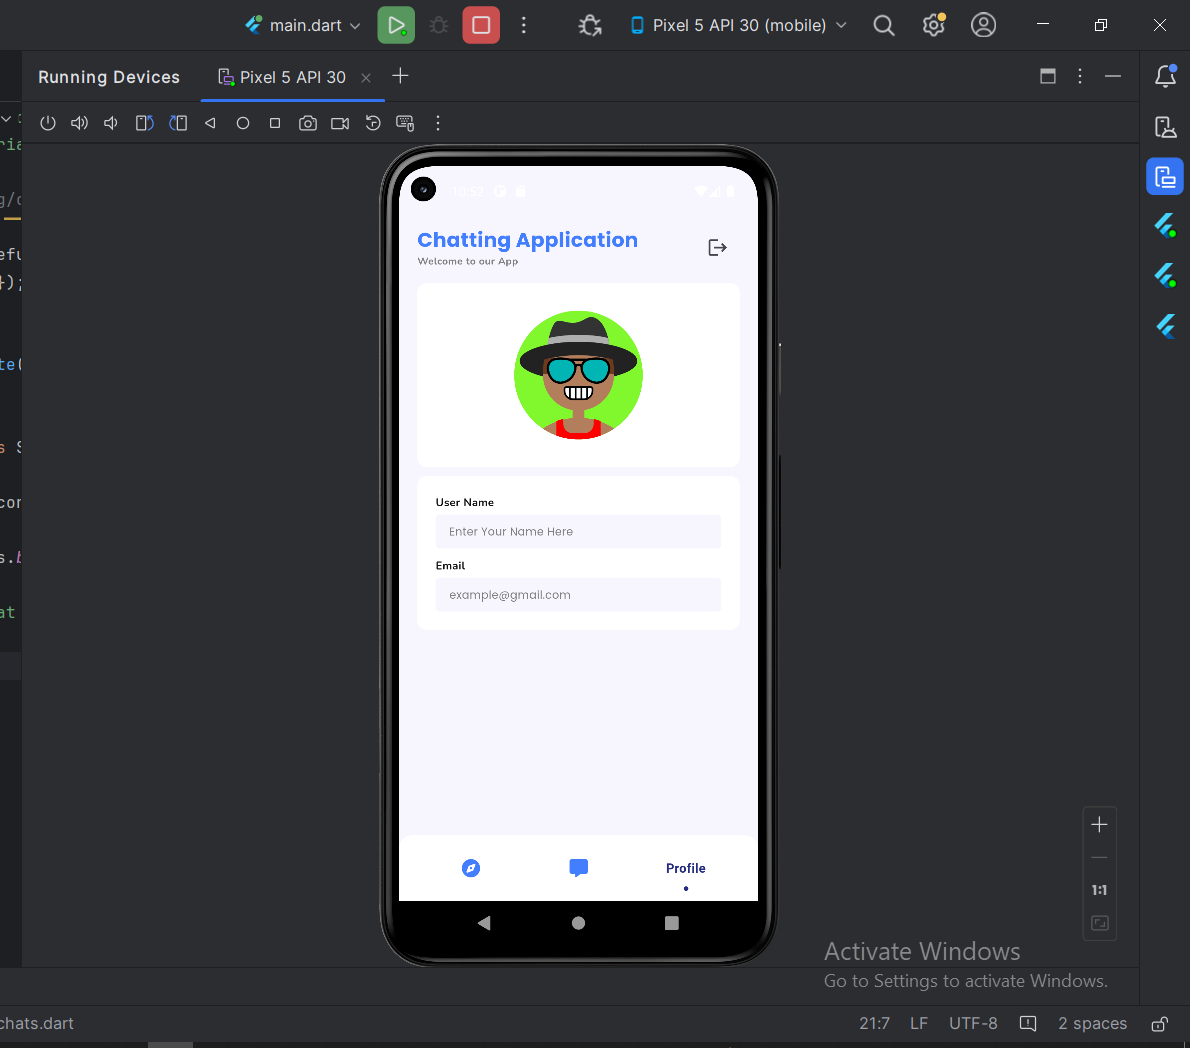 main.dart
Pixel 5 API 30 (mobile)
Running Devices
Pixel 5 API 30
10:52
Chatting Application
Welcome to our App
User Name
Enter Your Name Here
Email
example@gmail.com
Profile
1:1
Activate Windows
Go to Settings to activate Windows.
chats.dart
21:7
LF
UTF-8
2 spaces